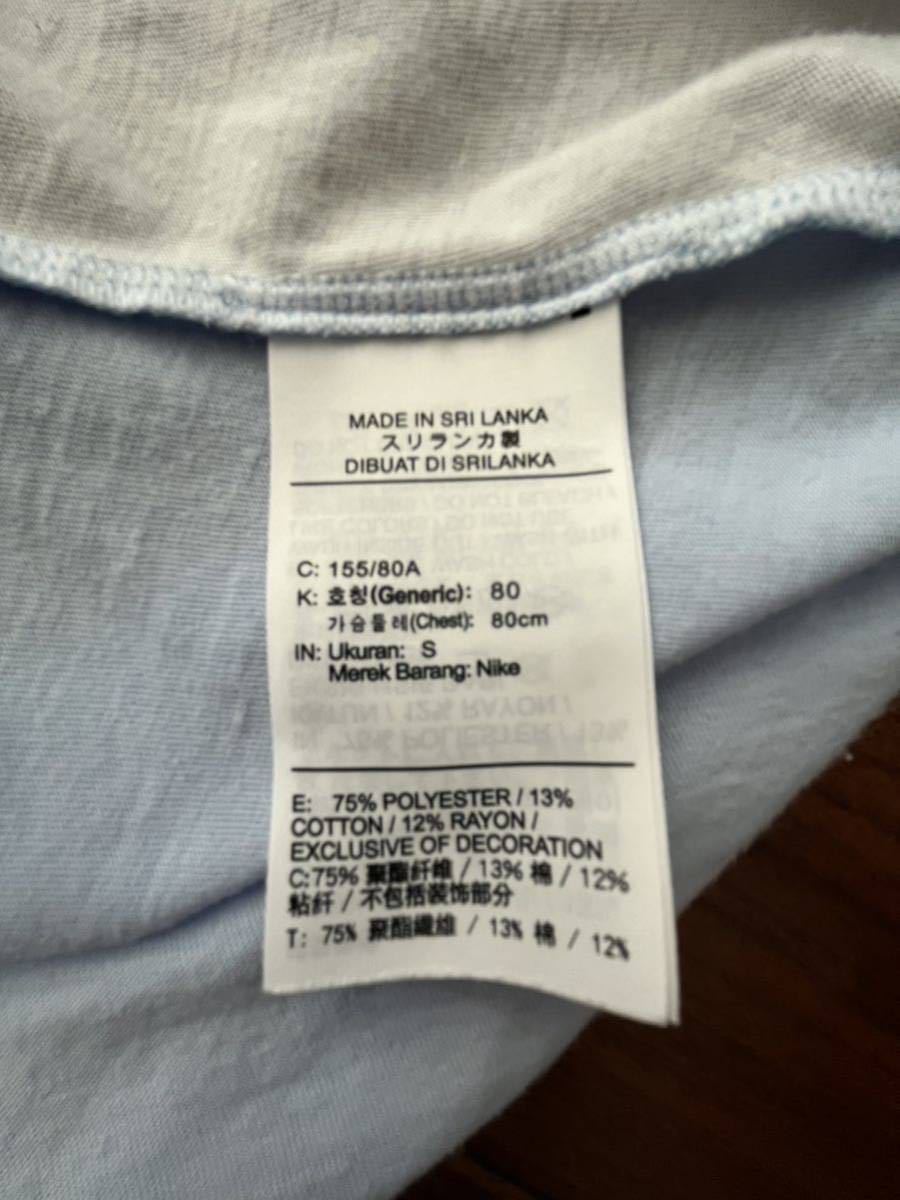 MADE IN SRI LANKA
スリランカ製
DIBUAT DI SRILANKA
C: 155/80A
K: 호칭(Generic): 80
가슴둘레(Chest): 80cm
IN: Ukuran: S
Merek Barang: Nike
E: 75% POLYESTER / 13%
COTTON / 12% RAYON /
EXCLUSIVE OF DECORATION
C:75% 聚酯纤维 / 13% 棉 / 12%
粘纤 / 不包括装饰部分
T: 75% 聚酯纖維 / 13% 棉 / 12%